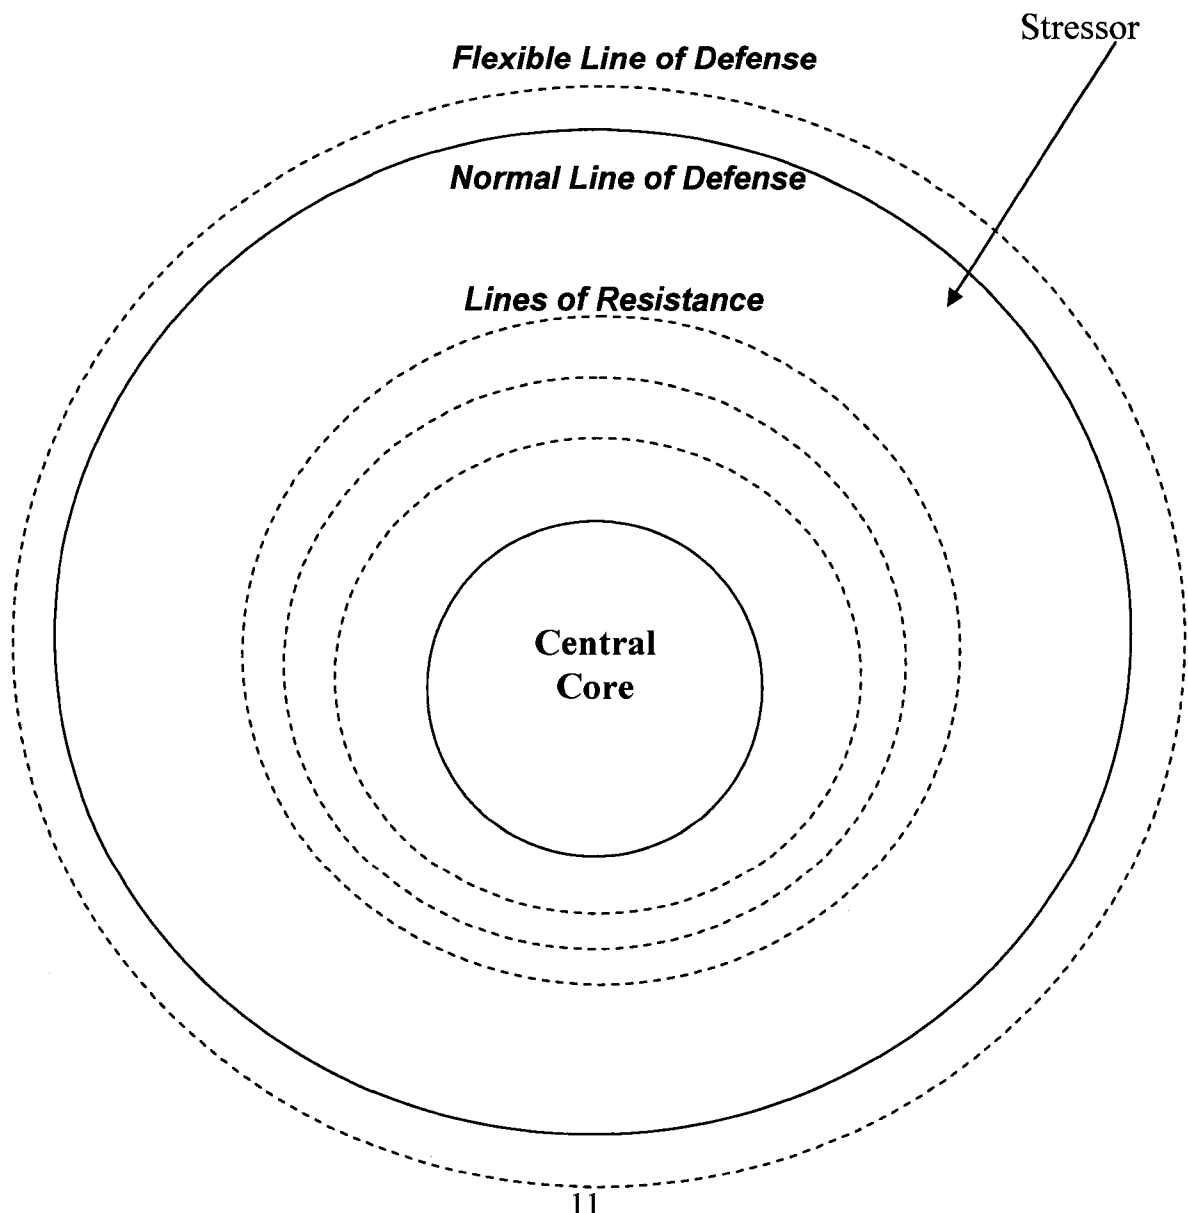 Stressor
Flexible Line of Defense
Normal Line of Defense
Lines of Resistance
Central
Core
11